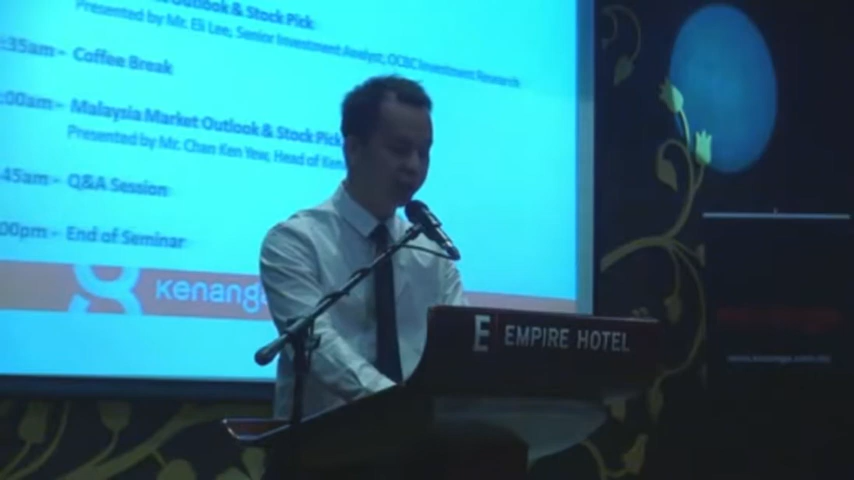 Outlook & Stock Pick
Presented by Mr. Eli Lee, Senior Investment Analyst, OCBC Investment Research
:35am - Coffee Break
:00am - Malaysia Market Outlook & Stock Pick
Presented by Mr. Chan Ken Yew, Head of Ken
:45am - Q&A Session
:00pm - End of Seminar
kenanga
E EMPIRE HOTEL